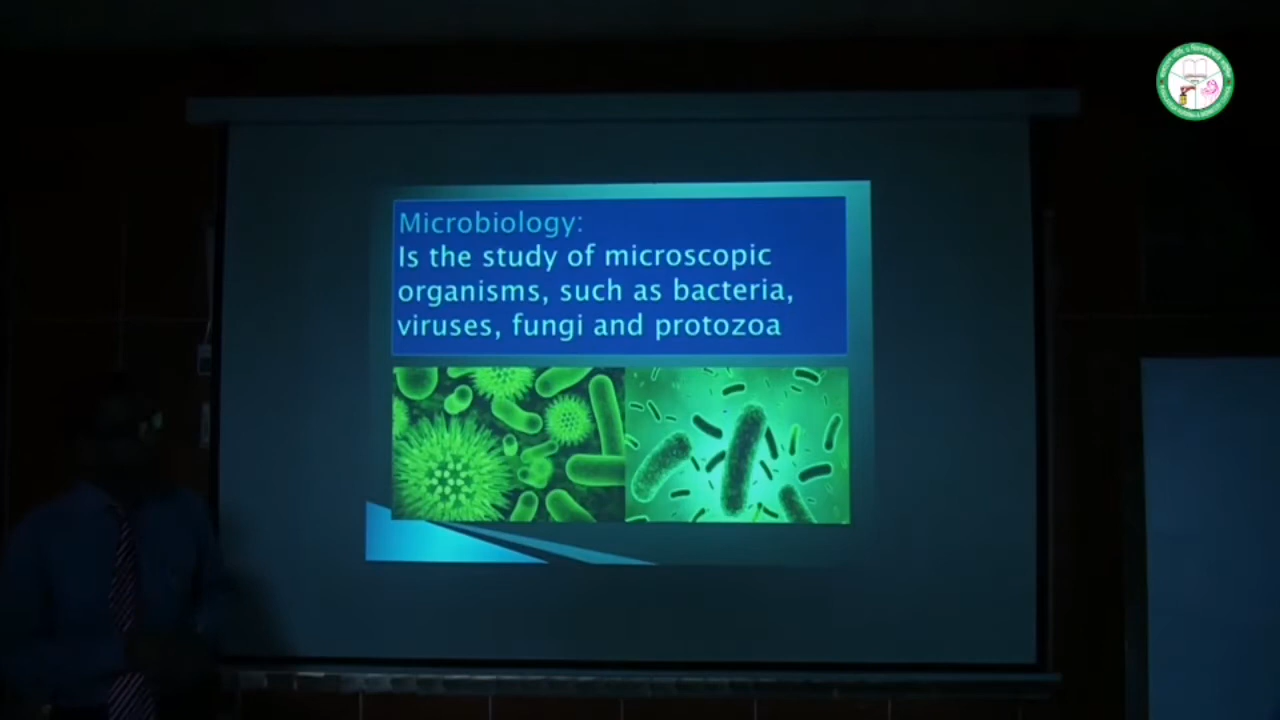 Microbiology:
Is the study of microscopic
organisms, such as bacteria,
viruses, fungi and protozoa